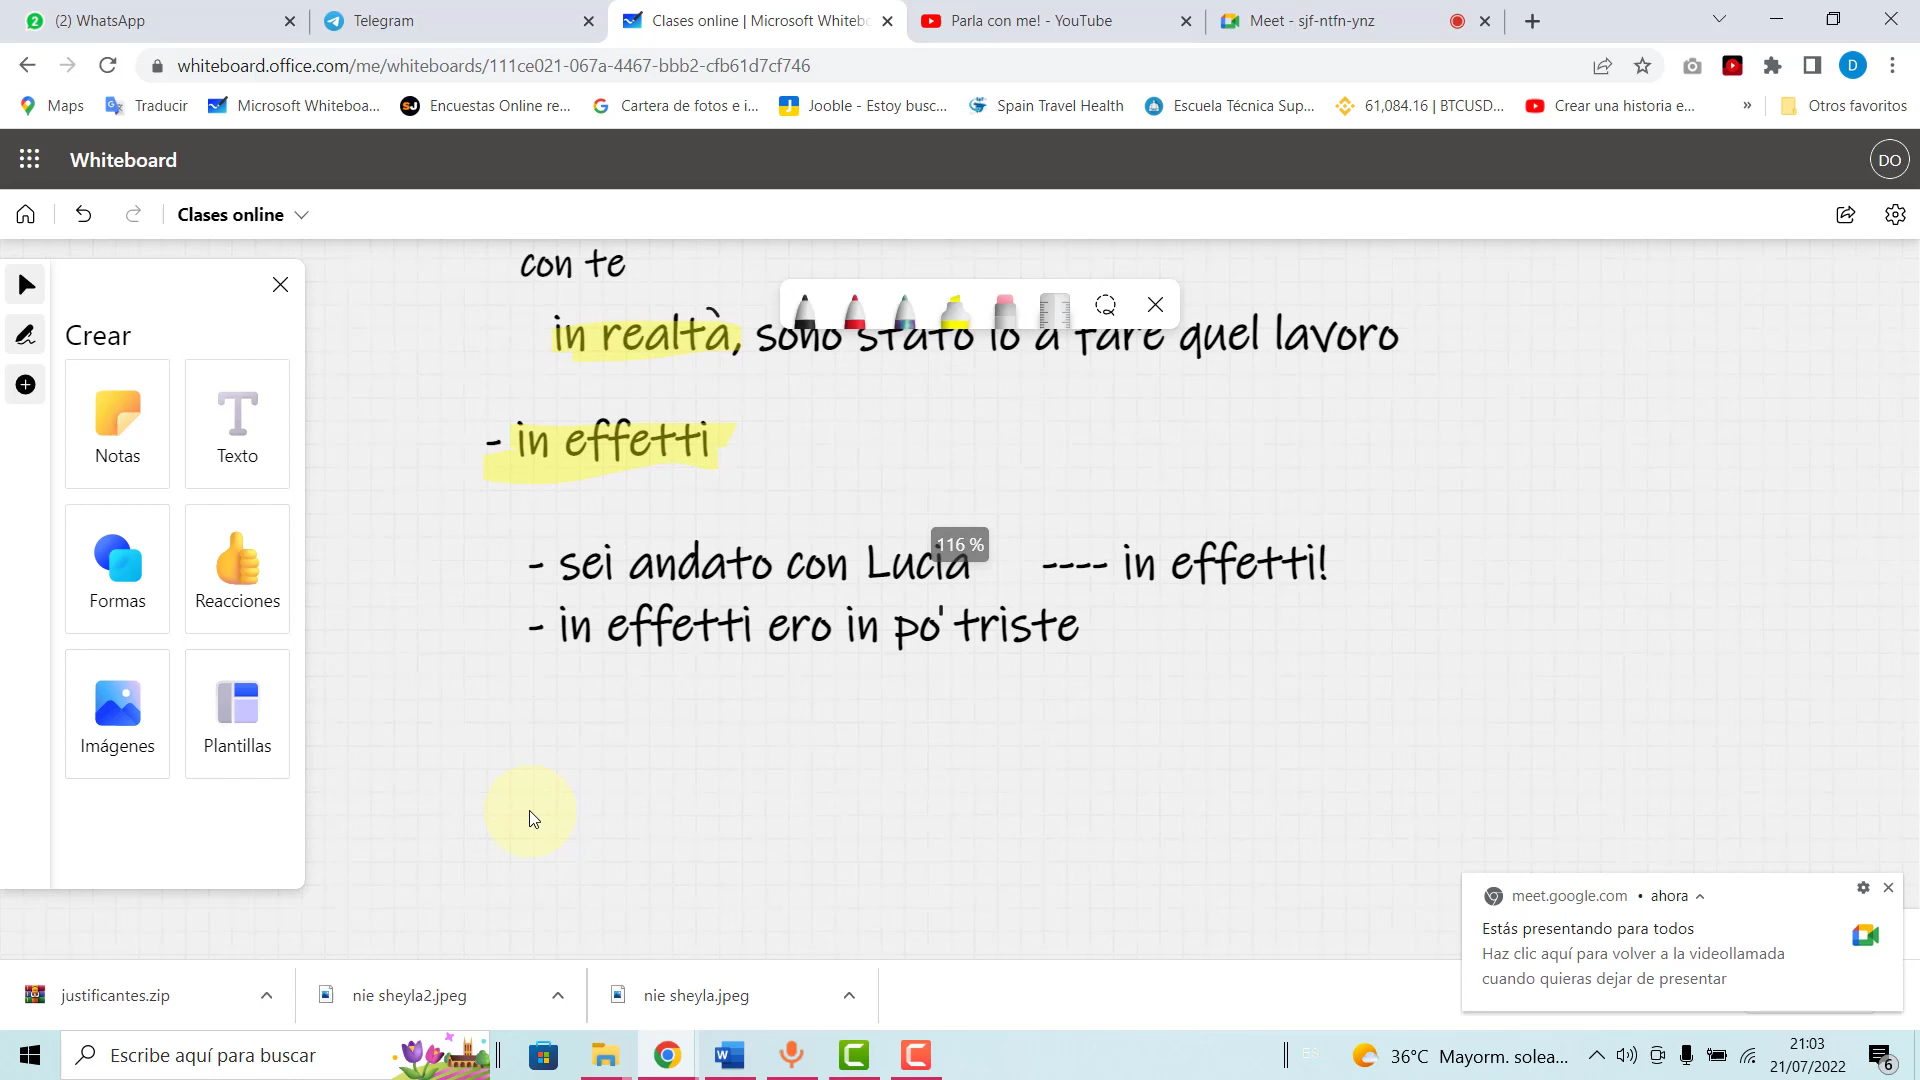 (2) WhatsApp
Telegram
Clases online | Microsoft Whitebo
Parla con me! - YouTube
Meet - sjf-ntfn-ynz
whiteboard.office.com/me/whiteboards/111ce021-067a-4467-bbb2-cfb61d7cf746
D
Maps
Traducir
Microsoft Whiteboa...
Encuestas Online re...
Cartera de fotos e i...
Jooble - Estoy busc...
Spain Travel Health
Escuela Técnica Sup...
61,084.16 | BTCUSD...
Crear una historia e...
»
Otros favoritos
Whiteboard
DO
Clases online
con te
in realtà, sono stato io a fare quel lavoro
- in effetti
- sei andato con Lucia ---- in effetti!
- in effetti ero in po' triste
116 %
Crear
Notas
Texto
Formas
Reacciones
Imágenes
Plantillas
meet.google.com • ahora
Estás presentando para todos
Haz clic aquí para volver a la videollamada
cuando quieras dejar de presentar
justificantes.zip
nie sheyla2.jpeg
nie sheyla.jpeg
Escribe aquí para buscar
36°C Mayorm. solea...
21:03
21/07/2022
6